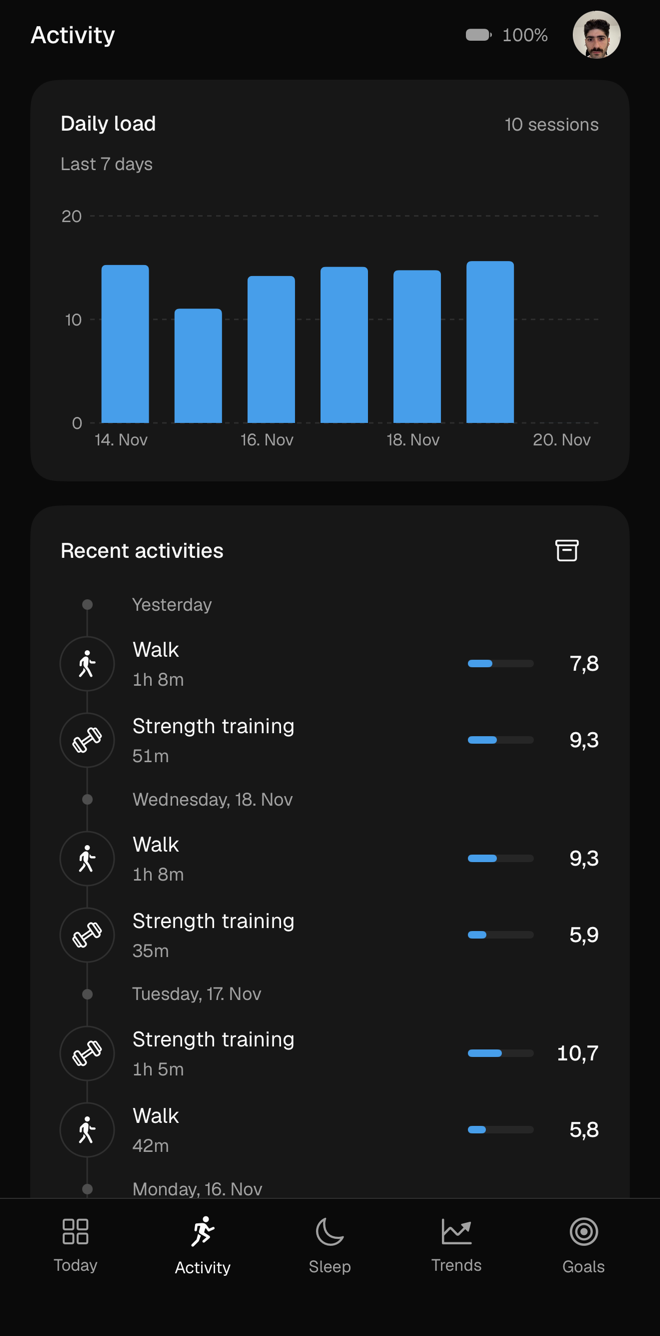 Activity
100%
Daily load
10 sessions
Last 7 days
20
10
0
14. Nov
16. Nov
18. Nov
20. Nov
Recent activities
Yesterday
Walk
1h 8m
7,8
Strength training
51m
9,3
Wednesday, 18. Nov
Walk
1h 8m
9,3
Strength training
35m
5,9
Tuesday, 17. Nov
Strength training
1h 5m
10,7
Walk
42m
5,8
Monday, 16. Nov
Today
Activity
Sleep
Trends
Goals